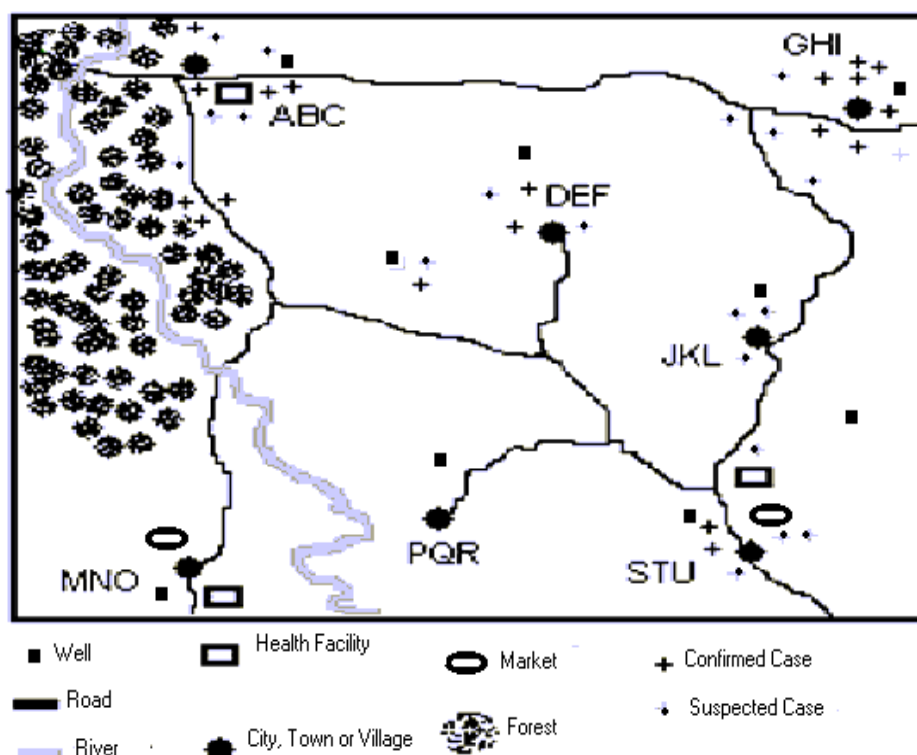 GHI
ABC
DEF
JKL
PQR
STU
MNO
Well
Health Facility
Market
Confirmed Case
Road
Suspected Case
River
City, Town or Village
Forest